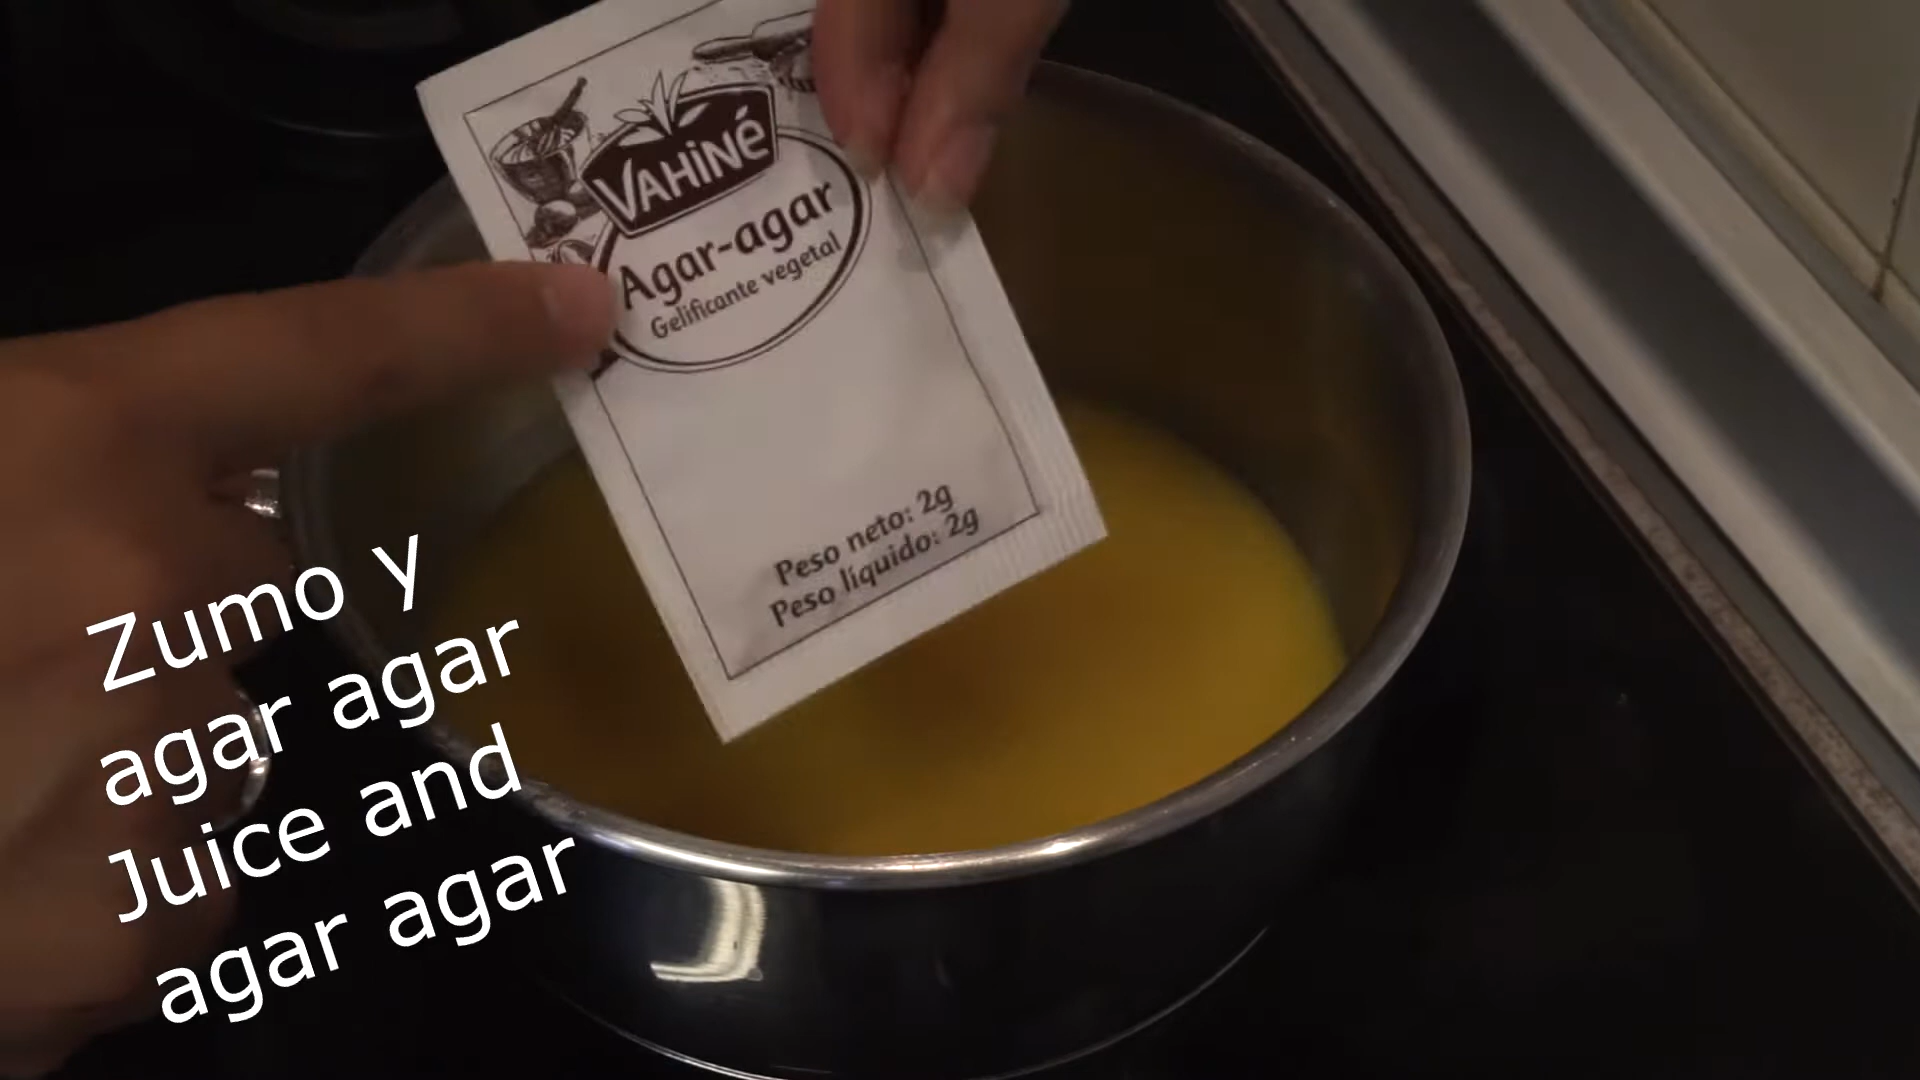 VAHINÉ
Agar-agar
Gelificante vegetal
Peso neto: 2g
Peso líquido: 2g
Zumo y
agar agar
Juice and
agar agar